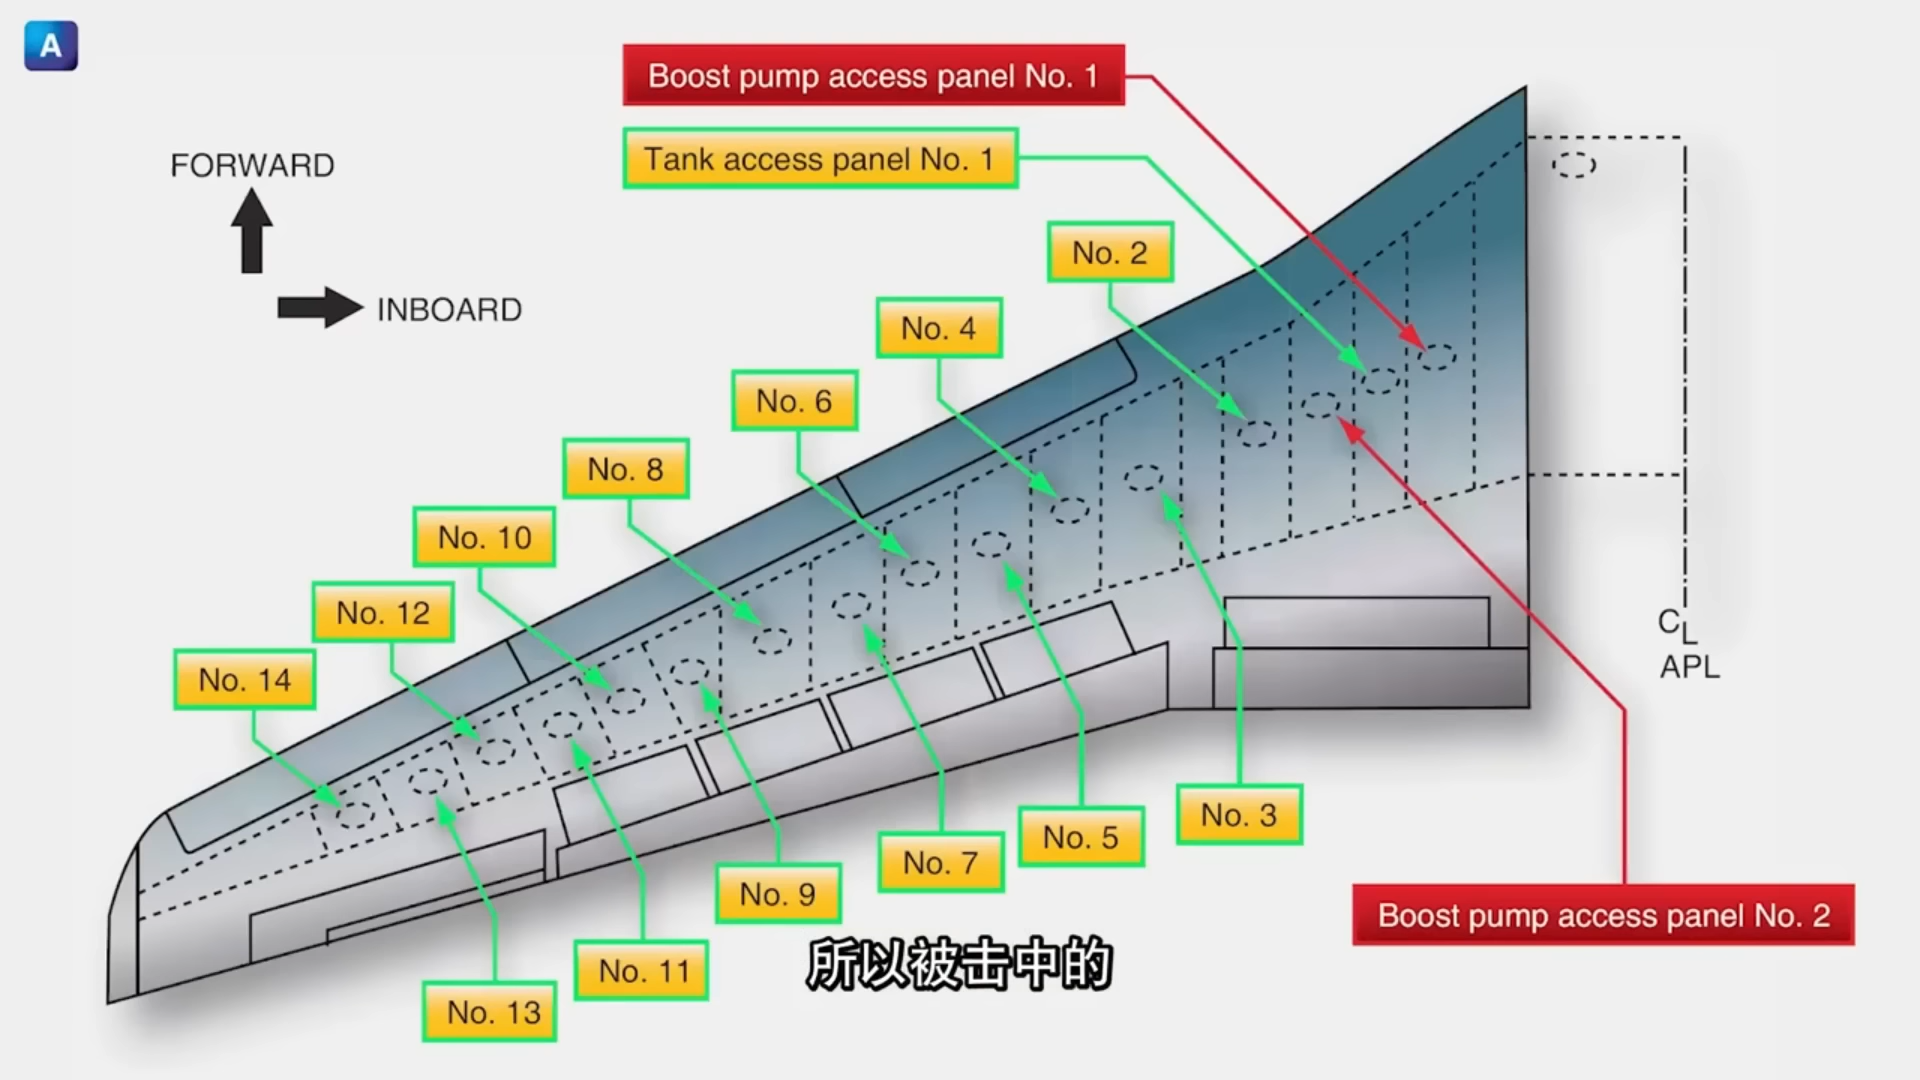 A
Boost pump access panel No. 1
Tank access panel No. 1
FORWARD
INBOARD
No. 2
No. 4
No. 6
No. 8
No. 10
No. 12
No. 14
CL
APL
No. 3
No. 5
No. 7
No. 9
No. 11
No. 13
Boost pump access panel No. 2
所以被击中的